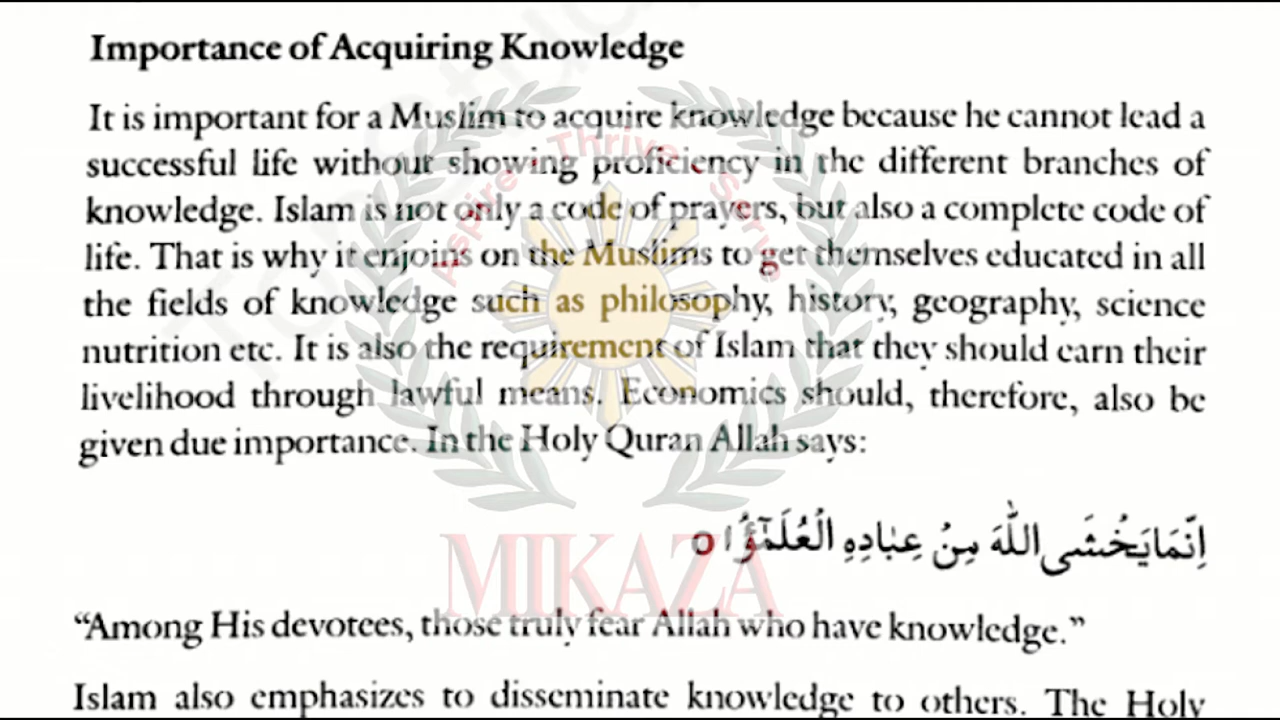 Importance of Acquiring Knowledge
It is important for a Muslim to acquire knowledge because he cannot lead a
successful life without showing proficiency in the different branches of
knowledge. Islam is not only a code of prayers, but also a complete code of
life. That is why it enjoins on the Muslims to get themselves educated in all
the fields of knowledge such as philosophy, history, geography, science
nutrition etc. It is also the requirement of Islam that they should earn their
livelihood through lawful means. Economics should, therefore, also be
given due importance. In the Holy Quran Allah says:
اِنَّمَا يَخْشَى اللّٰهَ مِنْ عِبَادِهِ الْعُلَمٰٓؤُا o
“Among His devotees, those truly fear Allah who have knowledge.”
Islam also emphasizes to disseminate knowledge to others. The Holy
Aspire Thrive Serve
MIKAZA